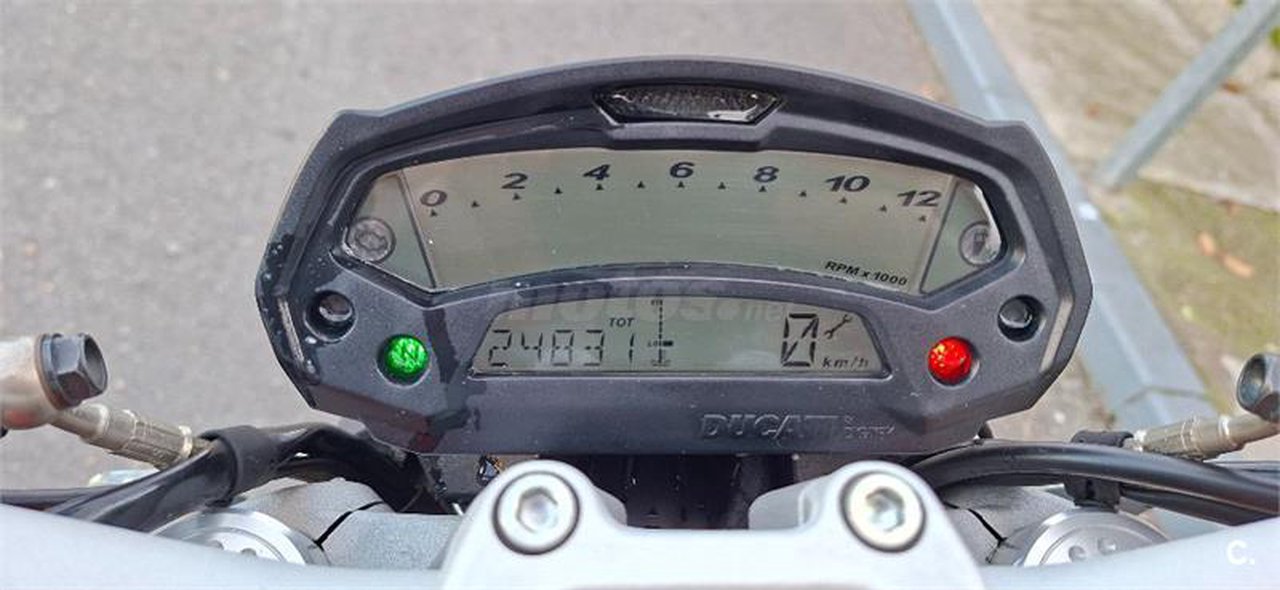 0 2 4 6 8 10 12
RPM x 1000
TOT
24831
0
km/h
DUCATI
N
C.